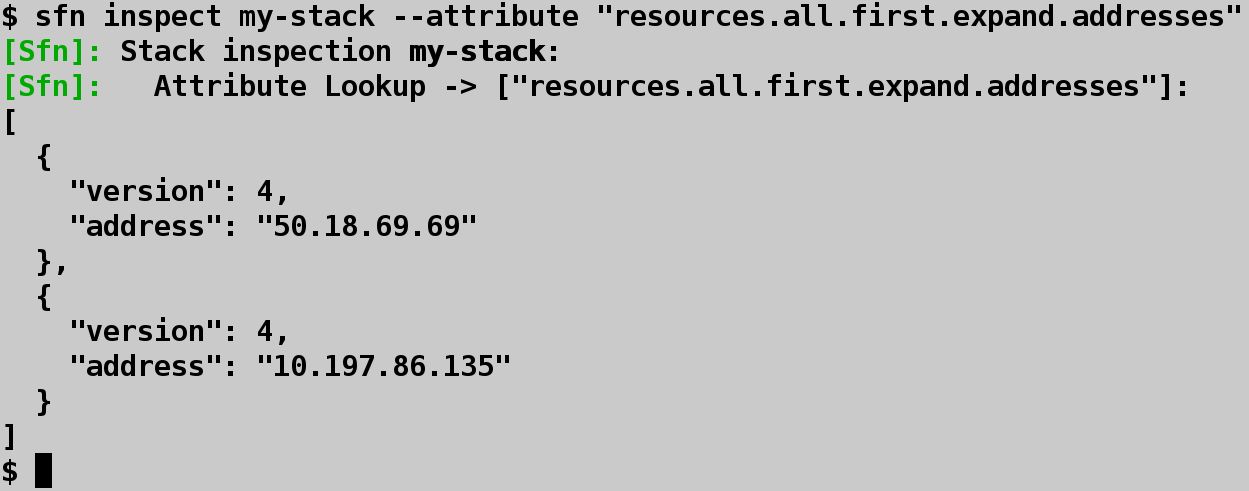 $ sfn inspect my-stack --attribute "resources.all.first.expand.addresses"
[Sfn]: Stack inspection my-stack:
[Sfn]:   Attribute Lookup -> ["resources.all.first.expand.addresses"]:
[
  {
    "version": 4,
    "address": "50.18.69.69"
  },
  {
    "version": 4,
    "address": "10.197.86.135"
  }
]
$